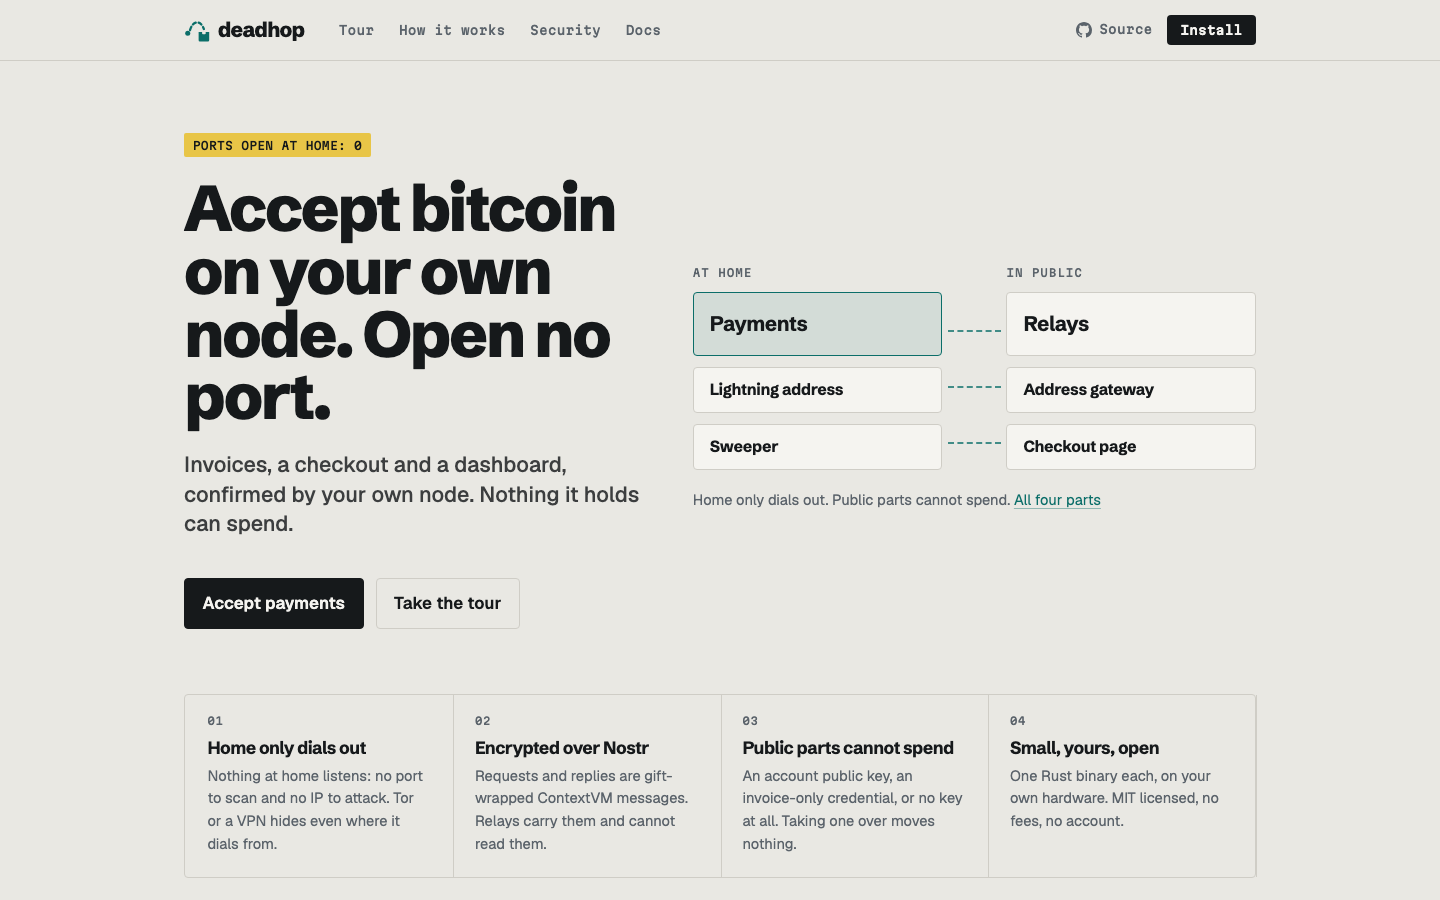 deadhop
Tour
How it works
Security
Docs
Source
Install
PORTS OPEN AT HOME: 0
Accept bitcoin
on your own
node. Open no
port.
Invoices, a checkout and a dashboard,
confirmed by your own node. Nothing it holds
can spend.
Accept payments
Take the tour
AT HOME
IN PUBLIC
Payments
Relays
Lightning address
Address gateway
Sweeper
Checkout page
Home only dials out. Public parts cannot spend. All four parts
01
Home only dials out
Nothing at home listens: no port
to scan and no IP to attack. Tor
or a VPN hides even where it
dials from.
02
Encrypted over Nostr
Requests and replies are gift-
wrapped ContextVM messages.
Relays carry them and cannot
read them.
03
Public parts cannot spend
An account public key, an
invoice-only credential, or no key
at all. Taking one over moves
nothing.
04
Small, yours, open
One Rust binary each, on your
own hardware. MIT licensed, no
fees, no account.